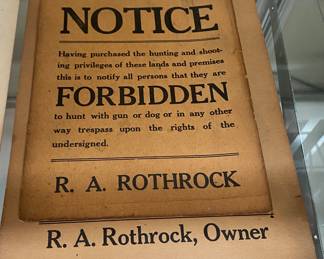 NOTICE
Having purchased the hunting and shoot-
ing privileges of these lands and premises
this is to notify all persons that they are
FORBIDDEN
to hunt with gun or dog or in any other
way trespass upon the rights of the
undersigned.
R. A. ROTHROCK
R. A. Rothrock, Owner